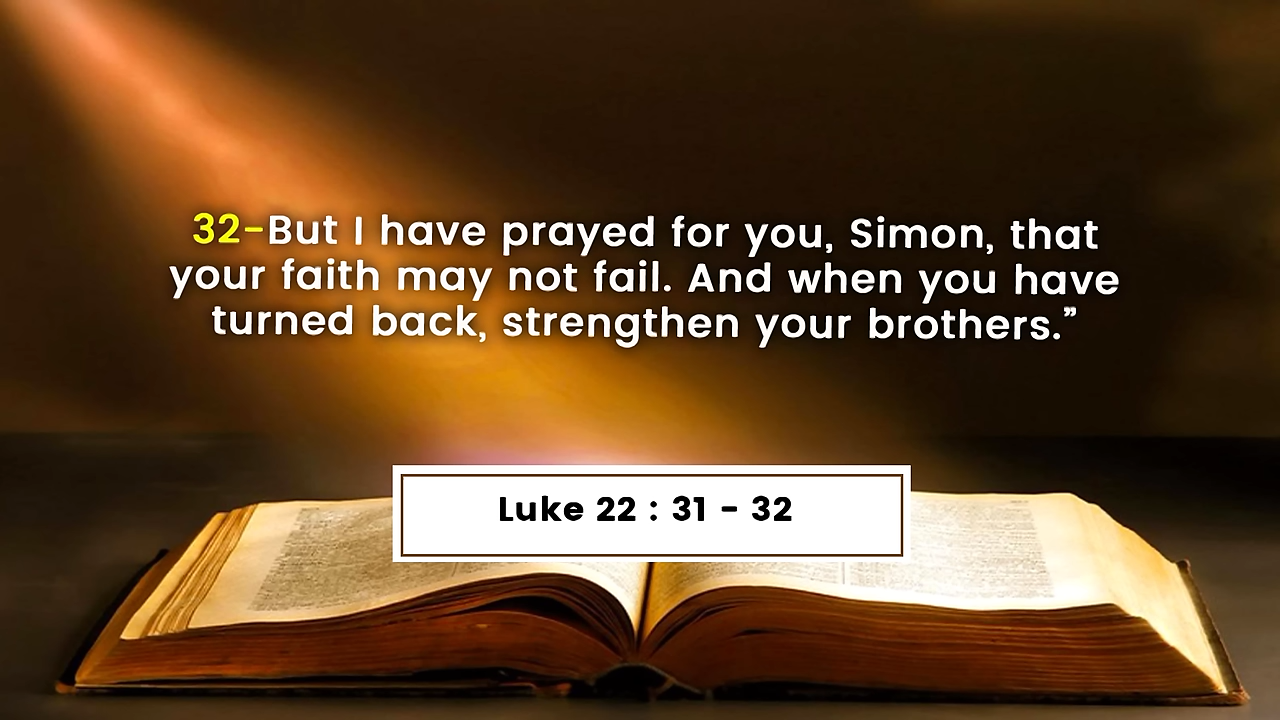 32-But I have prayed for you, Simon, that
your faith may not fail. And when you have
turned back, strengthen your brothers.”
Luke 22 : 31 - 32